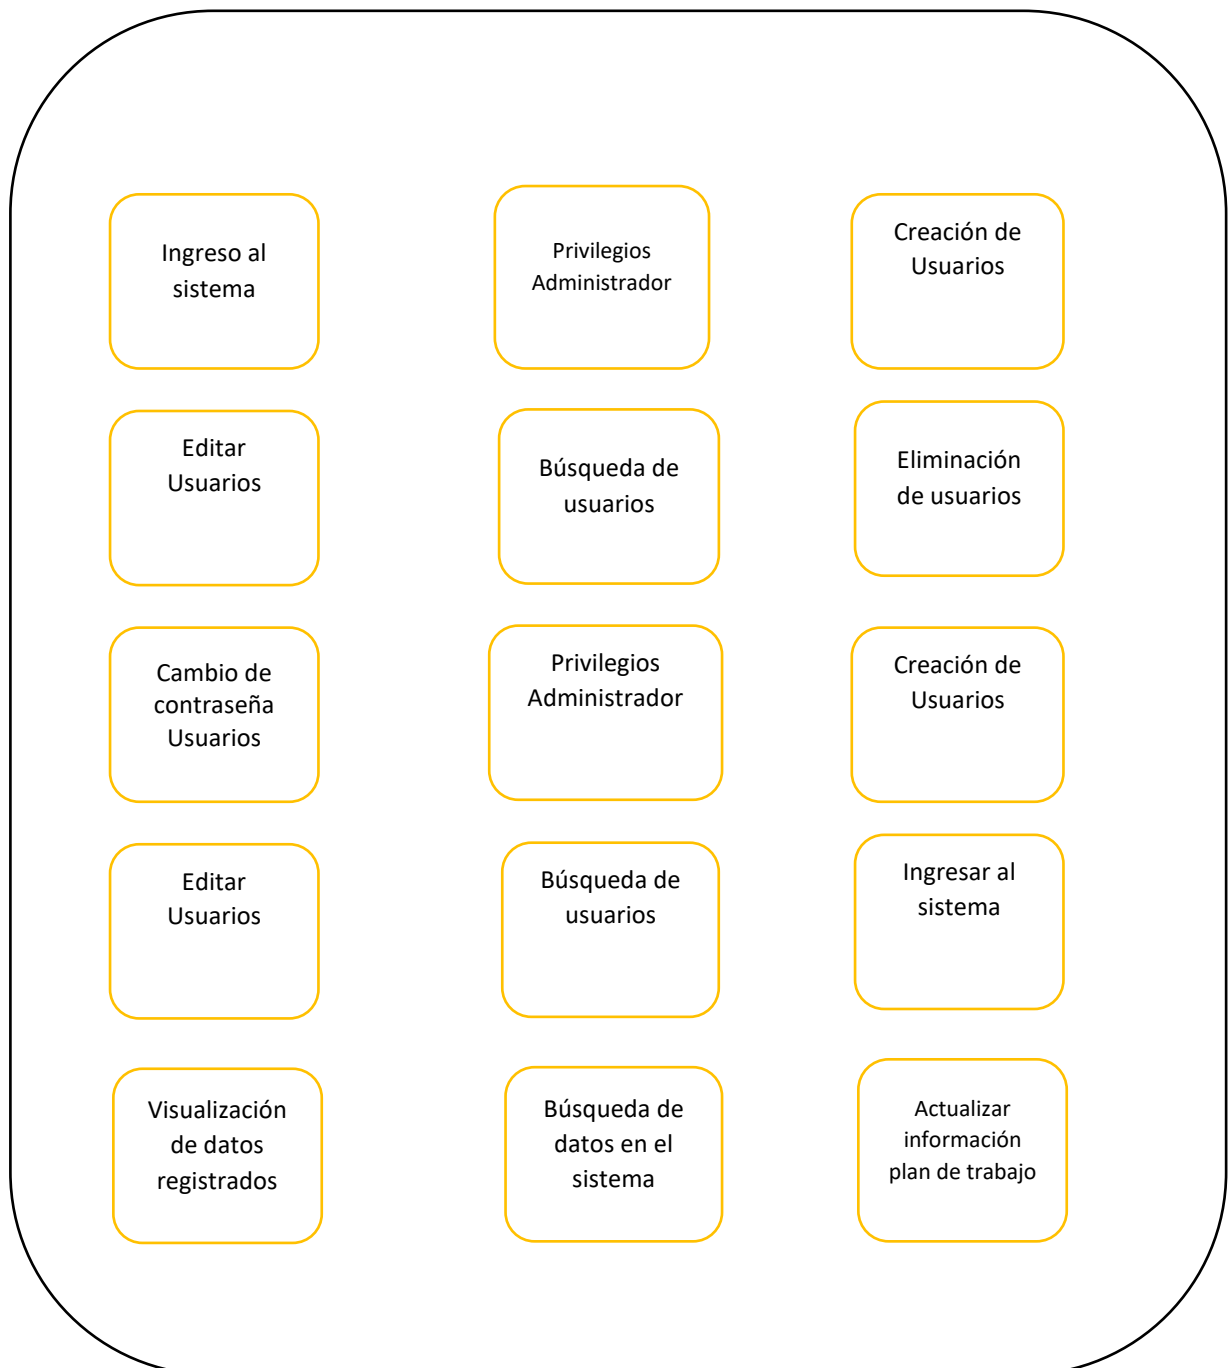 Ingreso al
sistema
Privilegios
Administrador
Creación de
Usuarios
Editar
Usuarios
Búsqueda de
usuarios
Eliminación
de usuarios
Cambio de
contraseña
Usuarios
Privilegios
Administrador
Creación de
Usuarios
Editar
Usuarios
Búsqueda de
usuarios
Ingresar al
sistema
Visualización
de datos
registrados
Búsqueda de
datos en el
sistema
Actualizar
información
plan de trabajo